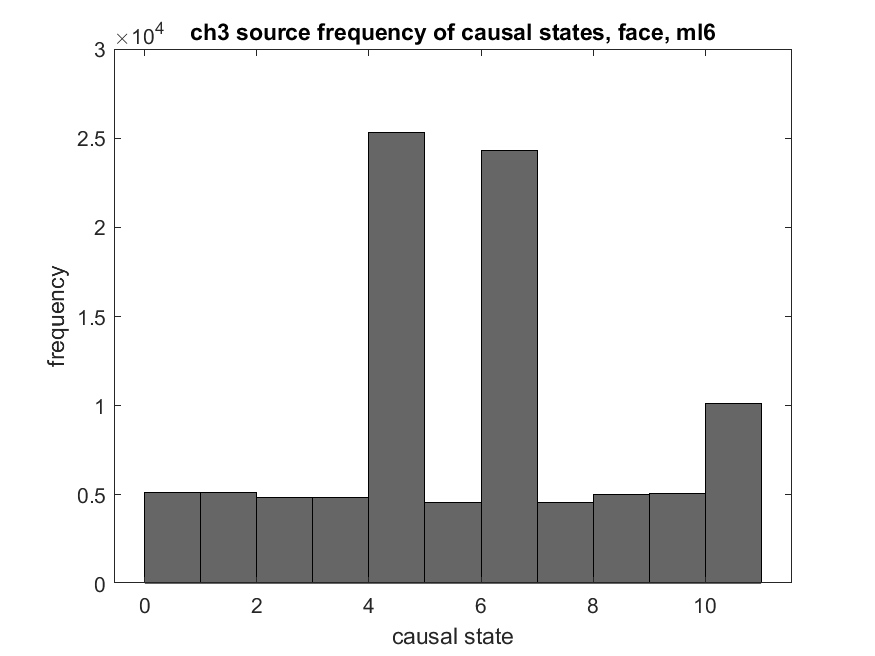 ch3 source frequency of causal states, face, ml6
×10^4
3
2.5
2
1.5
1
0.5
0
frequency
0 2 4 6 8 10
causal state